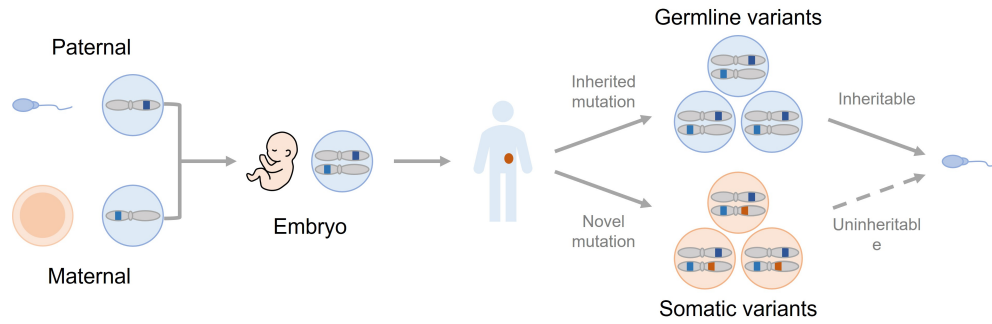 Paternal
Maternal
Embryo
Inherited
mutation
Novel
mutation
Germline variants
Somatic variants
Inheritable
Uninheritabl
e